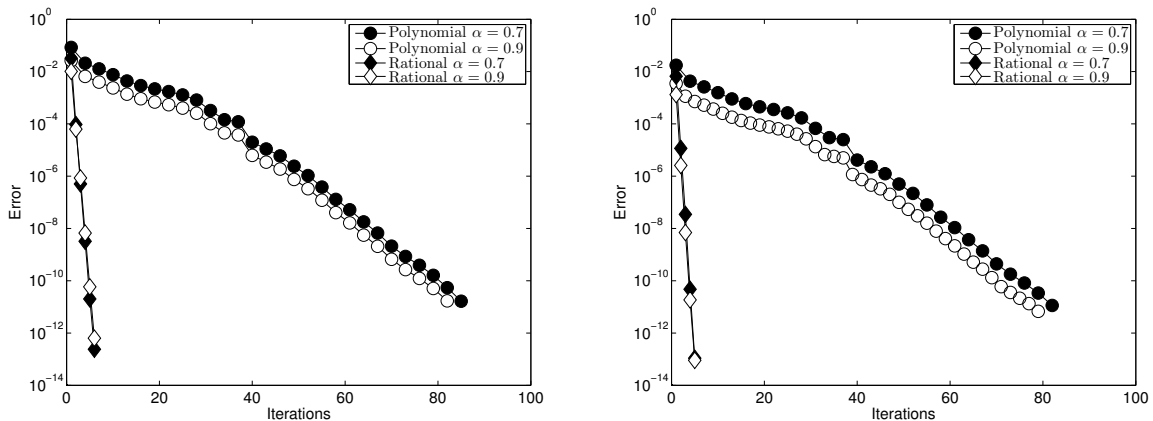 10^0
10^-2
10^-4
10^-6
10^-8
10^-10
10^-12
10^-14
Error
0 20 40 60 80 100
Iterations
Polynomial α = 0.7
Polynomial α = 0.9
Rational α = 0.7
Rational α = 0.9
10^0
10^-2
10^-4
10^-6
10^-8
10^-10
10^-12
10^-14
Error
0 20 40 60 80 100
Iterations
Polynomial α = 0.7
Polynomial α = 0.9
Rational α = 0.7
Rational α = 0.9